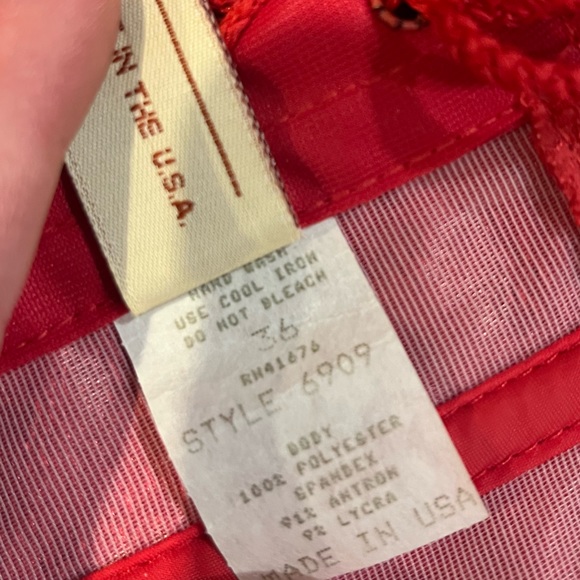 IN THE U.S.A.
HAND WASH
USE COOL IRON
DO NOT BLEACH
36
RN41676
STYLE 6909
BODY
100% POLYESTER
SPANDEX
91% ANTRON
9% LYCRA
MADE IN USA